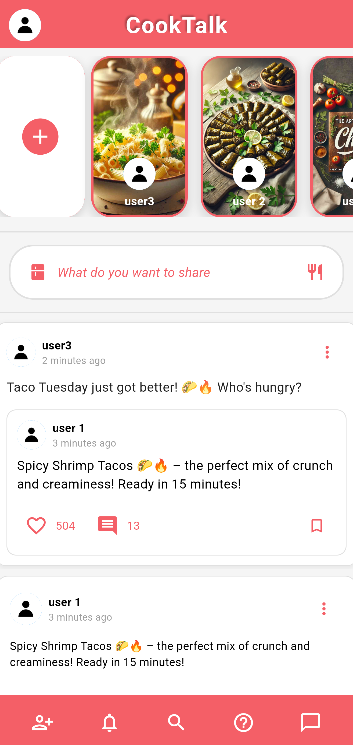 CookTalk
user3
user 2
us
What do you want to share
user3
2 minutes ago
Taco Tuesday just got better! 🌮🔥 Who's hungry?
user 1
3 minutes ago
Spicy Shrimp Tacos 🌮🔥 – the perfect mix of crunch
and creaminess! Ready in 15 minutes!
504
13
user 1
3 minutes ago
Spicy Shrimp Tacos 🌮🔥 – the perfect mix of crunch and
creaminess! Ready in 15 minutes!